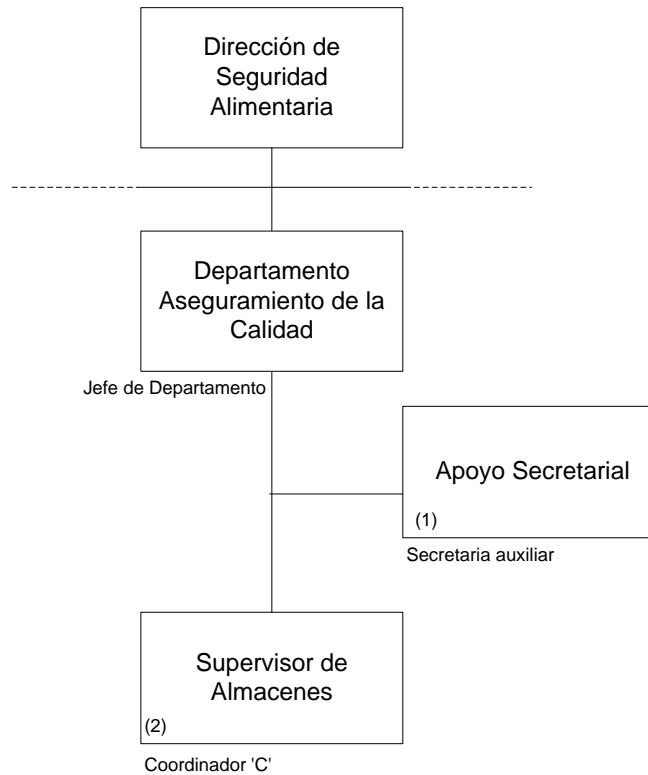 Dirección de
Seguridad
Alimentaria
Departamento
Aseguramiento de la
Calidad
Jefe de Departamento
Apoyo Secretarial
(1)
Secretaria auxiliar
Supervisor de
Almacenes
(2)
Coordinador 'C'